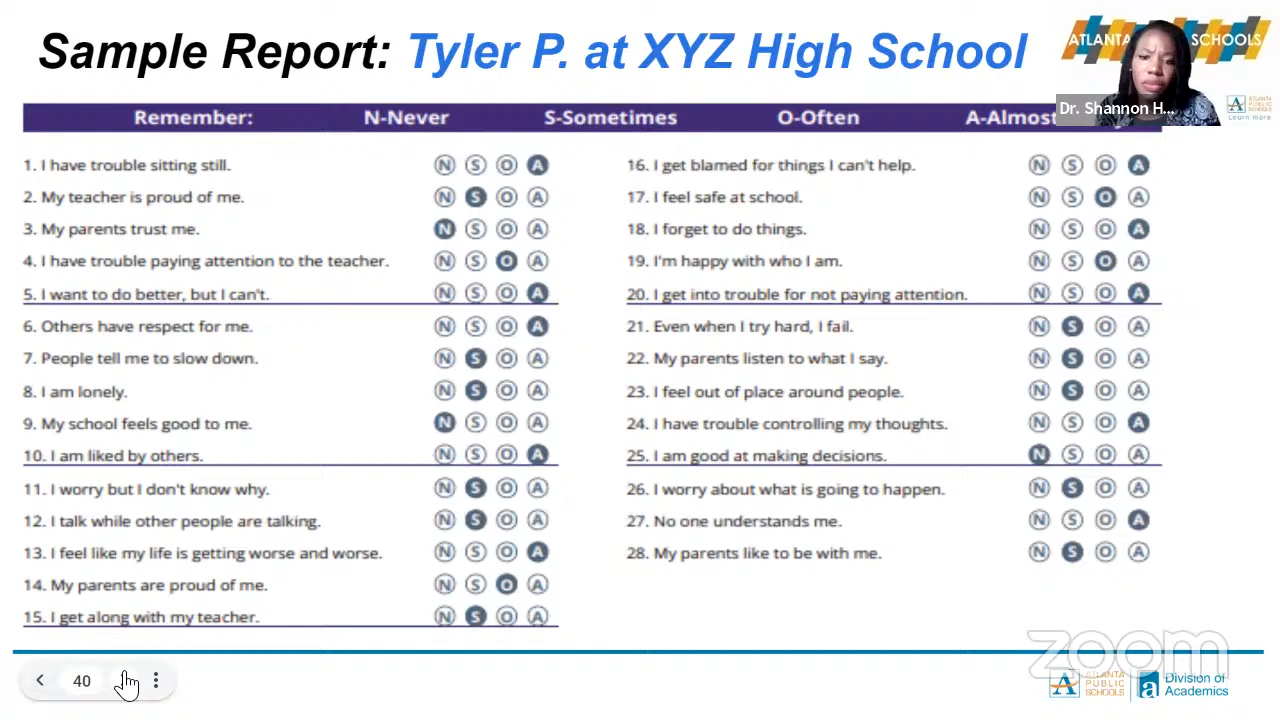 Sample Report: Tyler P. at XYZ High School
ATLANTA SCHOOLS
Dr. Shannon H...
ATLANTA PUBLIC SCHOOLS
Learn more
Remember: N-Never S-Sometimes O-Often A-Almost
1. I have trouble sitting still. N S O A
2. My teacher is proud of me. N S O A
3. My parents trust me. N S O A
4. I have trouble paying attention to the teacher. N S O A
5. I want to do better, but I can't. N S O A
6. Others have respect for me. N S O A
7. People tell me to slow down. N S O A
8. I am lonely. N S O A
9. My school feels good to me. N S O A
10. I am liked by others. N S O A
11. I worry but I don't know why. N S O A
12. I talk while other people are talking. N S O A
13. I feel like my life is getting worse and worse. N S O A
14. My parents are proud of me. N S O A
15. I get along with my teacher. N S O A
16. I get blamed for things I can't help. N S O A
17. I feel safe at school. N S O A
18. I forget to do things. N S O A
19. I'm happy with who I am. N S O A
20. I get into trouble for not paying attention. N S O A
21. Even when I try hard, I fail. N S O A
22. My parents listen to what I say. N S O A
23. I feel out of place around people. N S O A
24. I have trouble controlling my thoughts. N S O A
25. I am good at making decisions. N S O A
26. I worry about what is going to happen. N S O A
27. No one understands me. N S O A
28. My parents like to be with me. N S O A
zoom
40
ATLANTA PUBLIC SCHOOLS
Division of Academics